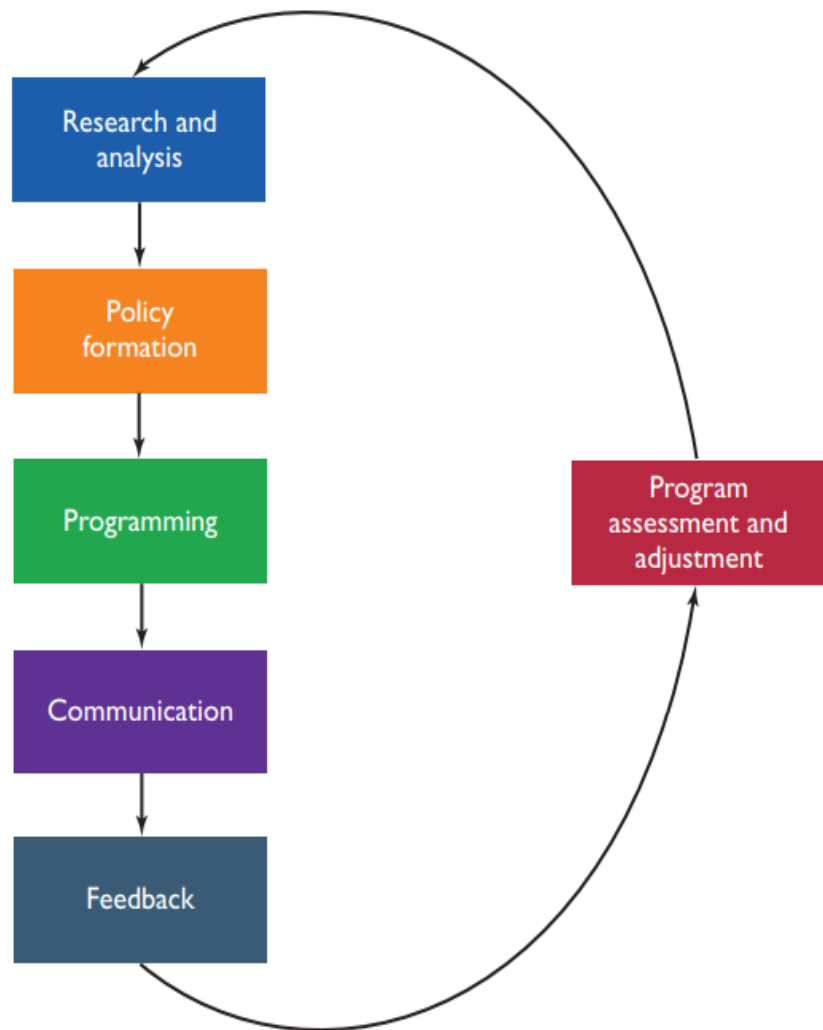 Research and
analysis
Policy
formation
Programming
Program
assessment and
adjustment
Communication
Feedback